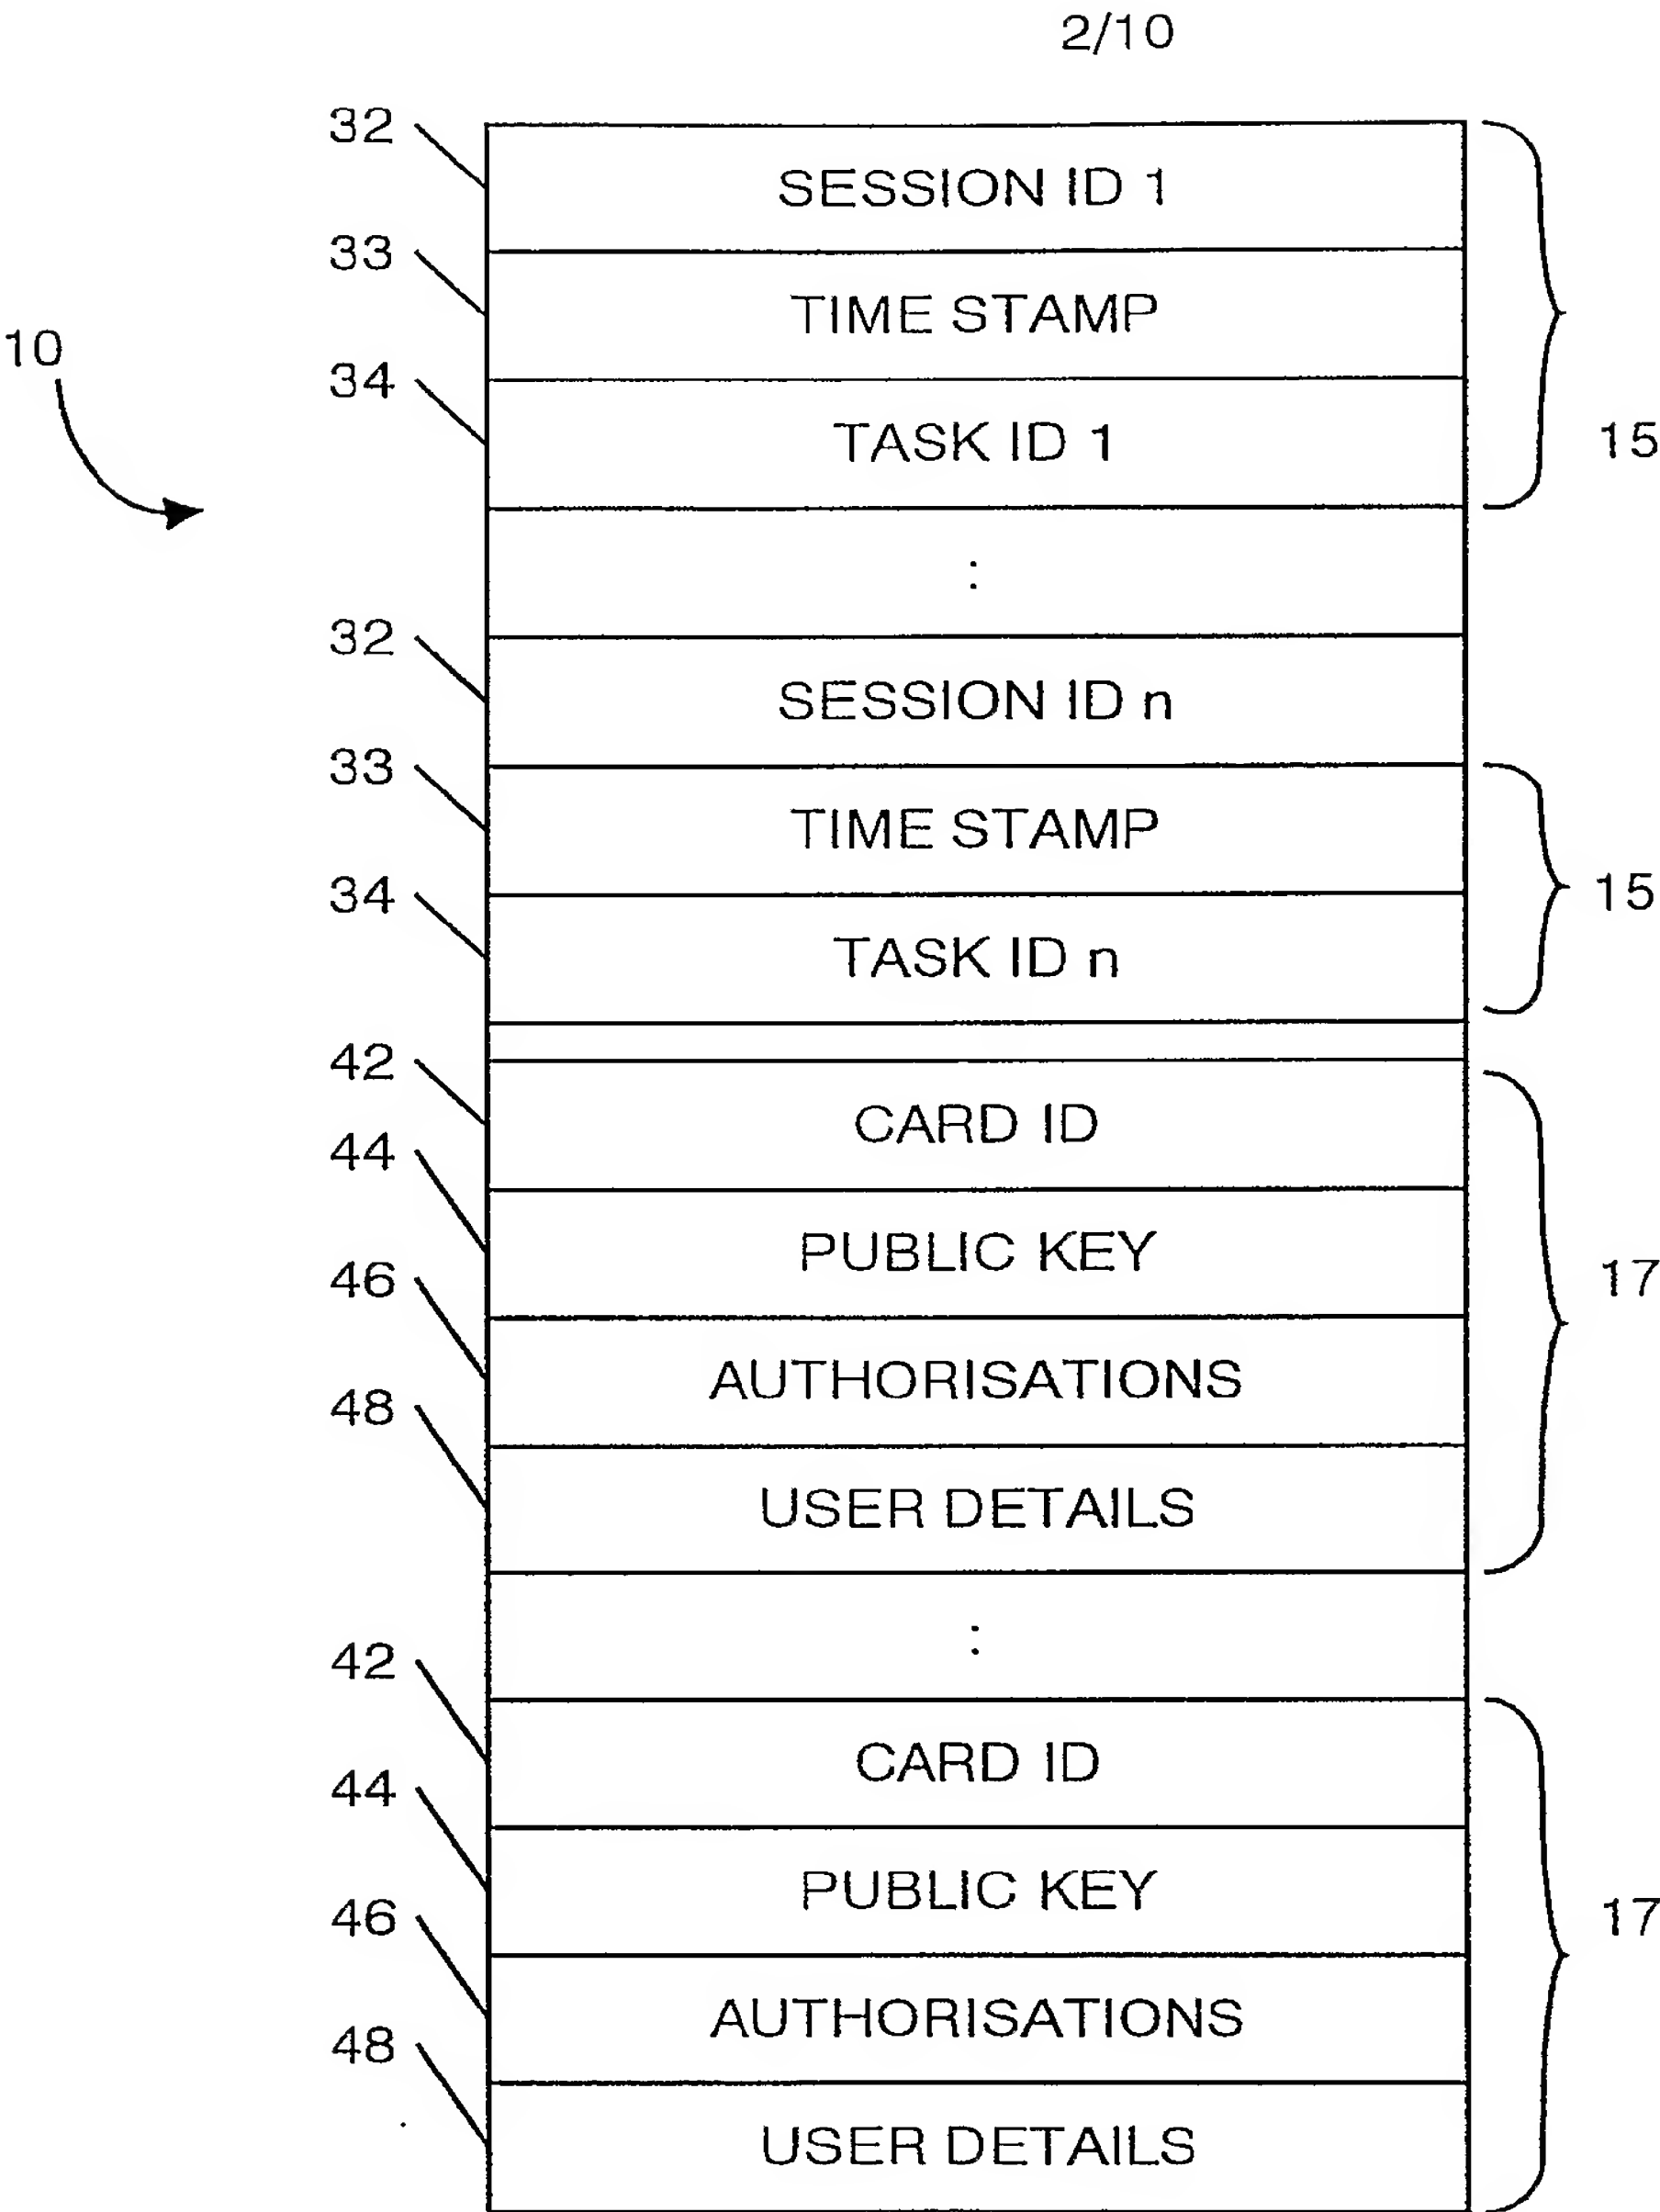 2/10
32
SESSION ID 1
33
TIME STAMP
10
34
TASK ID 1
15
:
32
SESSION ID n
33
TIME STAMP
34
TASK ID n
15
42
CARD ID
44
PUBLIC KEY
46
AUTHORISATIONS
17
48
USER DETAILS
:
42
CARD ID
44
PUBLIC KEY
46
AUTHORISATIONS
17
48
USER DETAILS